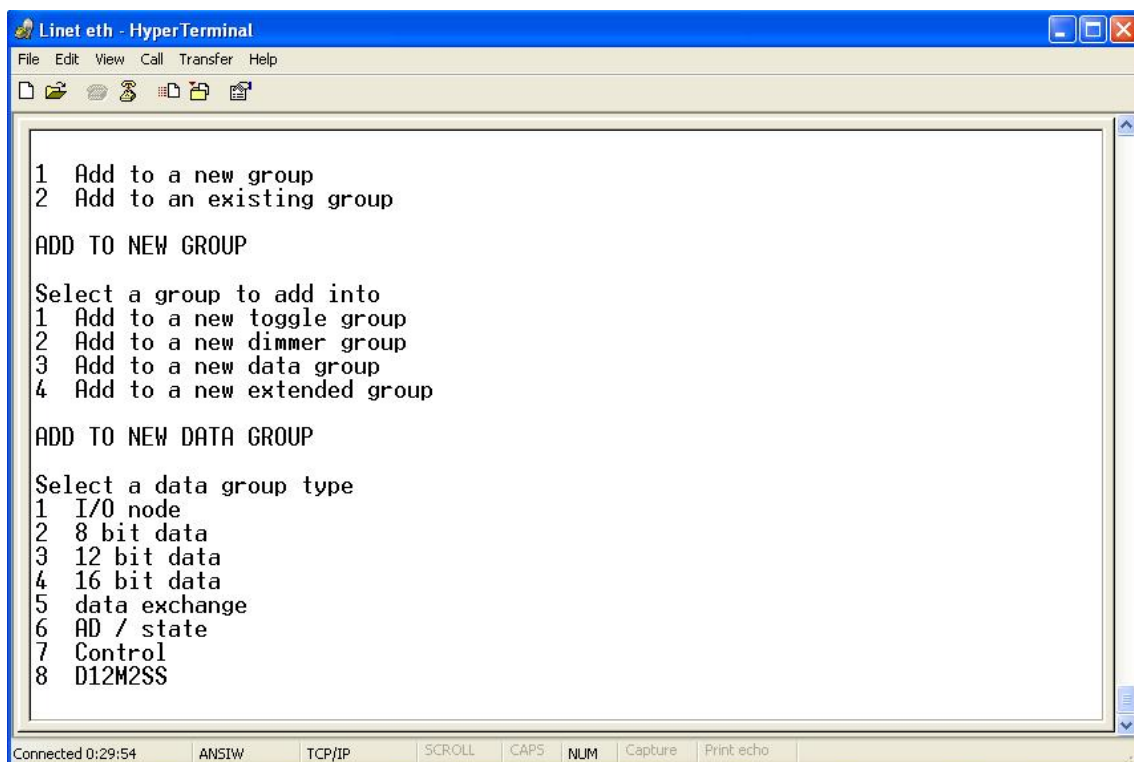 Linet eth - HyperTerminal
File Edit View Call Transfer Help
1 Add to a new group
2 Add to an existing group
ADD TO NEW GROUP
Select a group to add into
1 Add to a new toggle group
2 Add to a new dimmer group
3 Add to a new data group
4 Add to a new extended group
ADD TO NEW DATA GROUP
Select a data group type
1 I/O node
2 8 bit data
3 12 bit data
4 16 bit data
5 data exchange
6 AD / state
7 Control
8 D12M2SS
Connected 0:29:54 ANSIW TCP/IP SCROLL CAPS NUM Capture Print echo